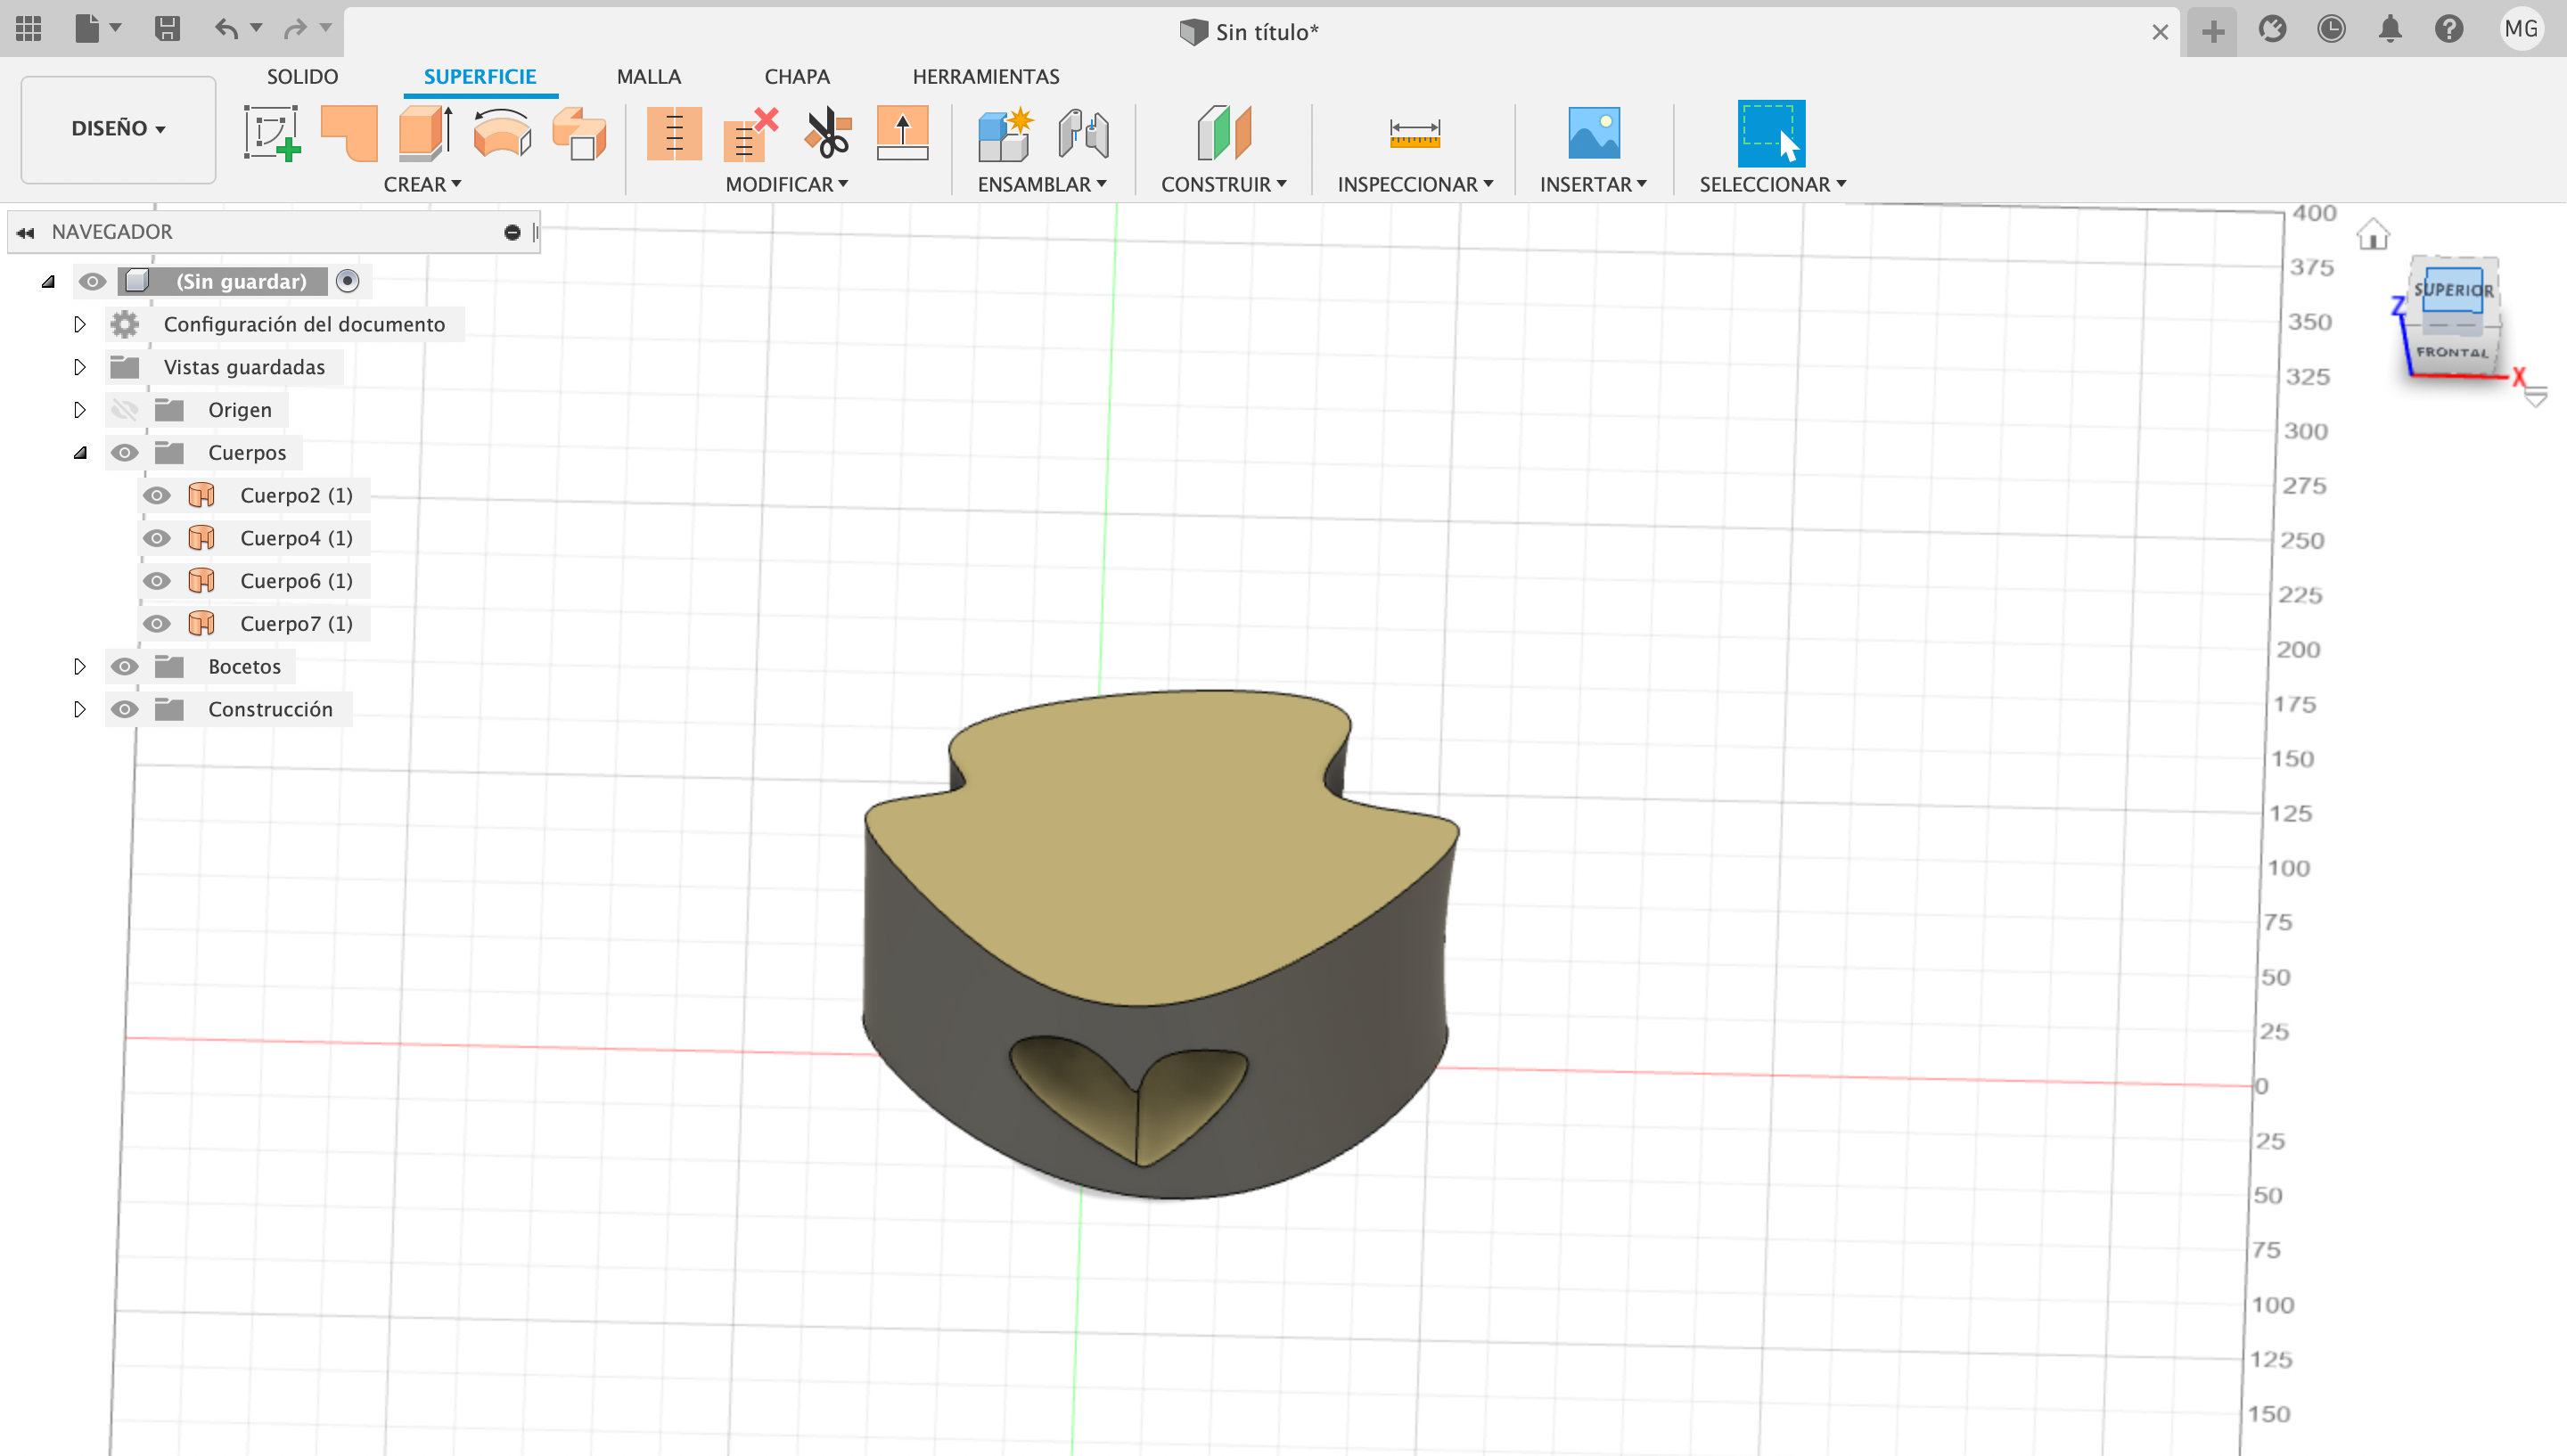 Sin título*
MG
SOLIDO
SUPERFICIE
MALLA
CHAPA
HERRAMIENTAS
DISEÑO
CREAR
MODIFICAR
ENSAMBLAR
CONSTRUIR
INSPECCIONAR
INSERTAR
SELECCIONAR
NAVEGADOR
(Sin guardar)
Configuración del documento
Vistas guardadas
Origen
Cuerpos
Cuerpo2 (1)
Cuerpo4 (1)
Cuerpo6 (1)
Cuerpo7 (1)
Bocetos
Construcción
SUPERIOR
FRONTAL
Z
X
400
375
350
325
300
275
250
225
200
175
150
125
100
75
50
25
0
25
50
75
100
125
150